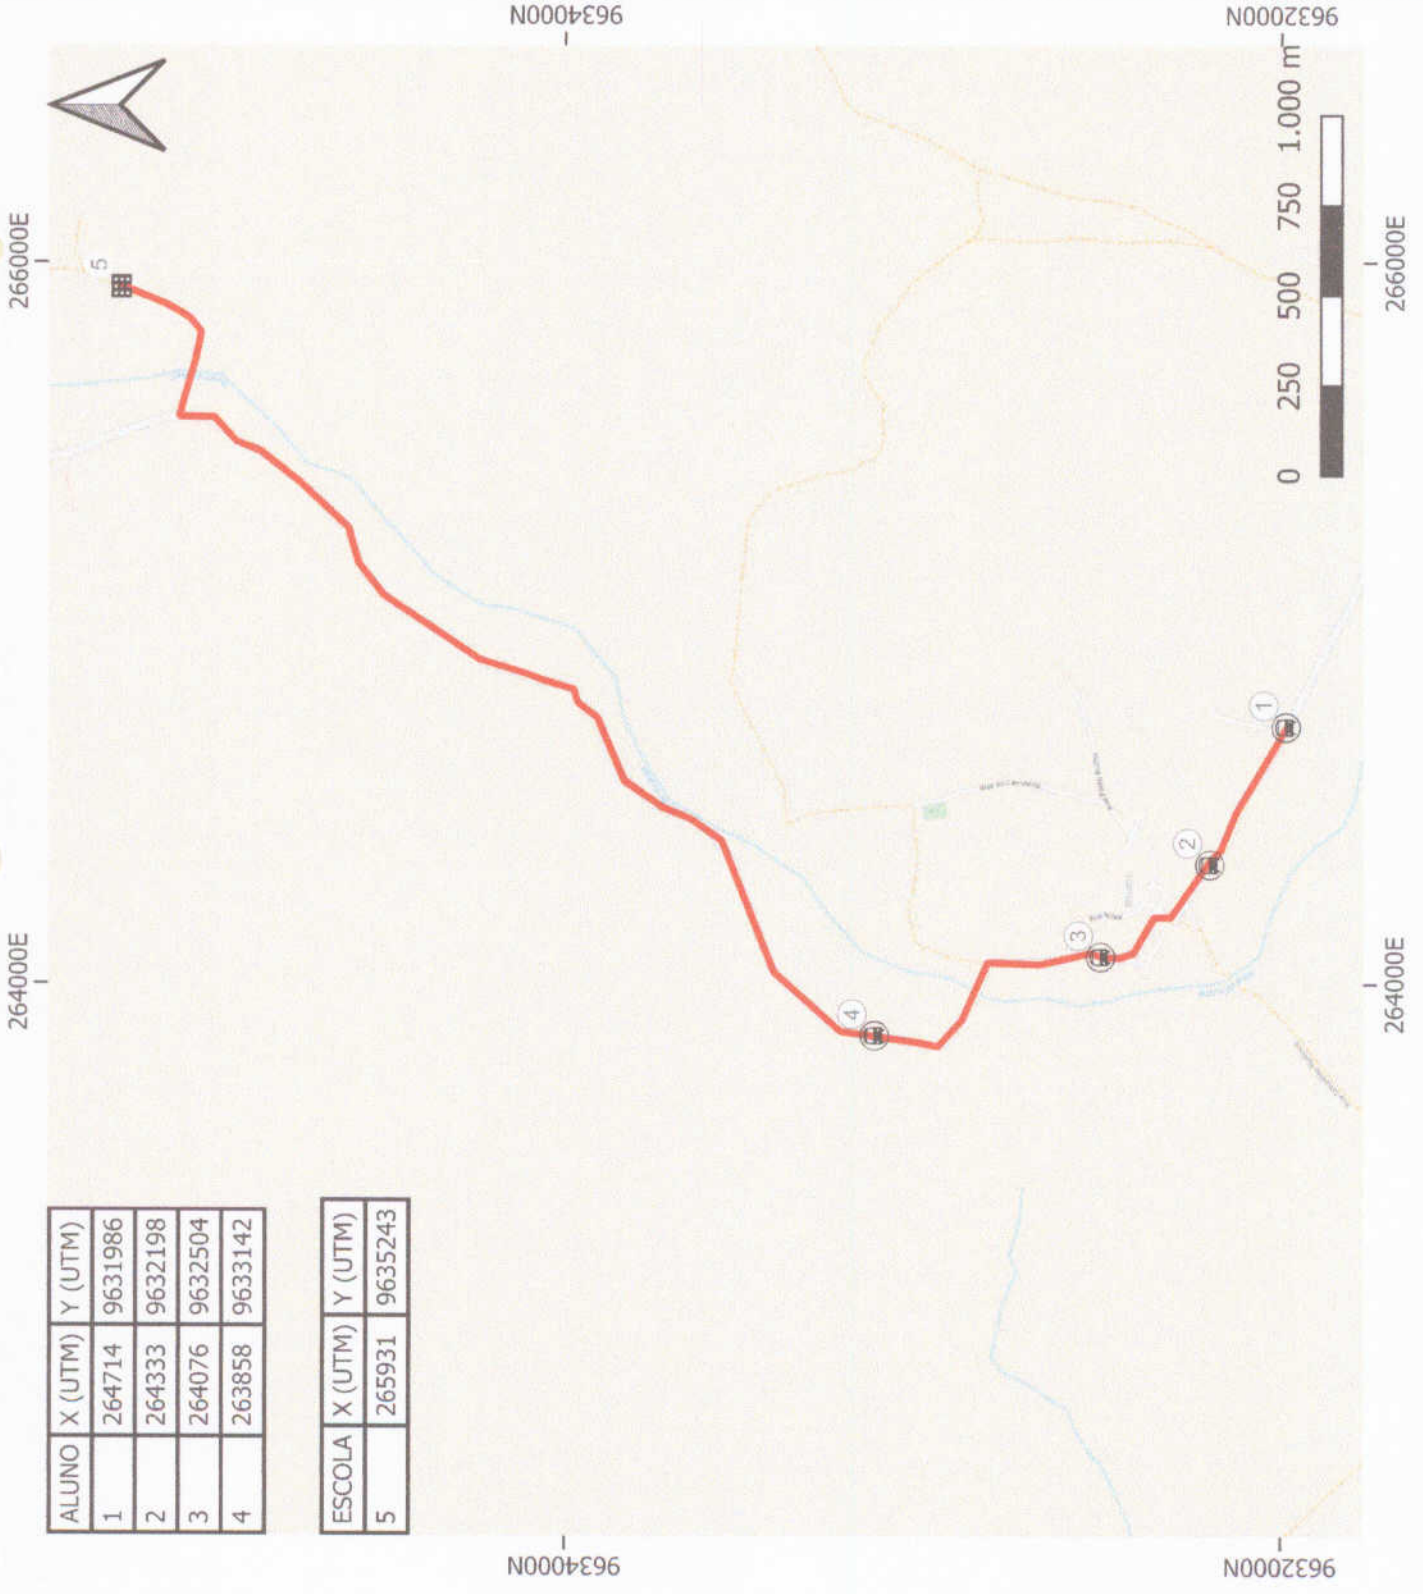 ALUNO X (UTM) Y (UTM)
1 264714 9631986
2 264333 9632198
3 264076 9632504
4 263858 9633142
ESCOLA X (UTM) Y (UTM)
5 265931 9635243
264000E
266000E
9634000N
9632000N
9634000N
9632000N
264000E
266000E
5
4
3
2
1
0 250 500 750 1.000 m